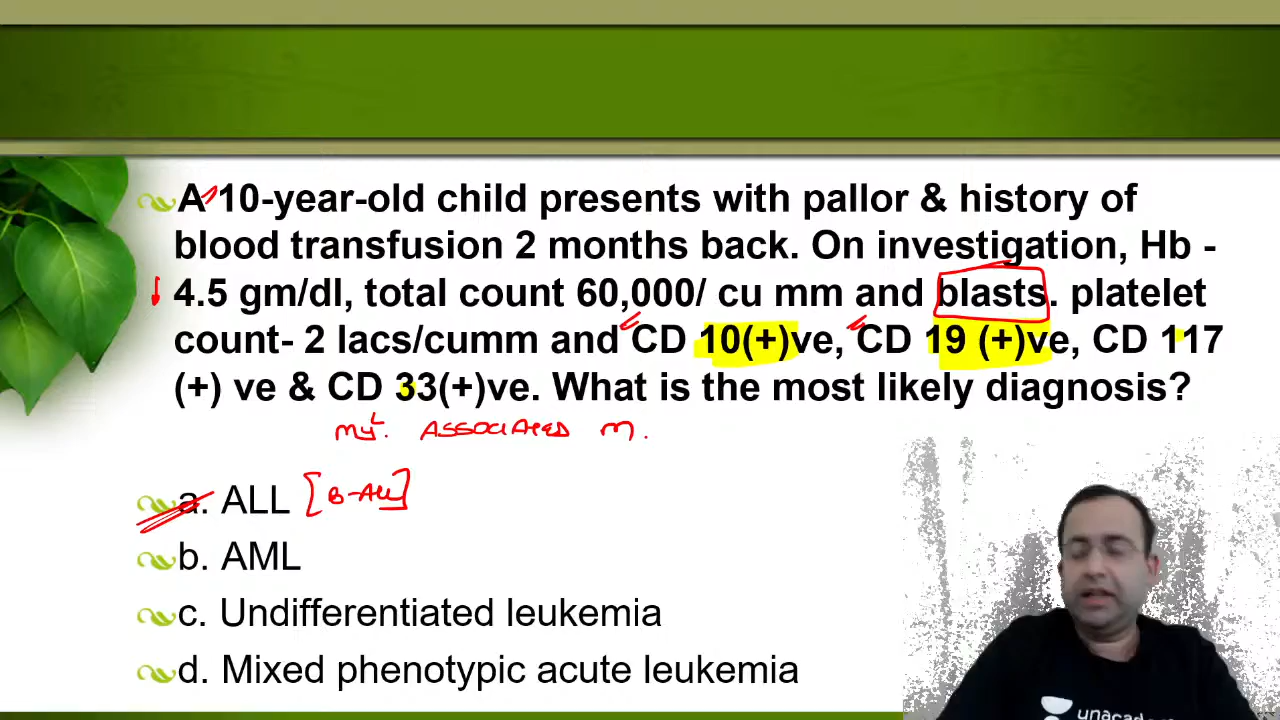 A 10-year-old child presents with pallor & history of
blood transfusion 2 months back. On investigation, Hb -
4.5 gm/dl, total count 60,000/ cu mm and blasts. platelet
count- 2 lacs/cumm and CD 10(+)ve, CD 19 (+)ve, CD 117
(+) ve & CD 33(+)ve. What is the most likely diagnosis?
ASSOCIATED m.
a. ALL [B-ALL]
b. AML
c. Undifferentiated leukemia
d. Mixed phenotypic acute leukemia